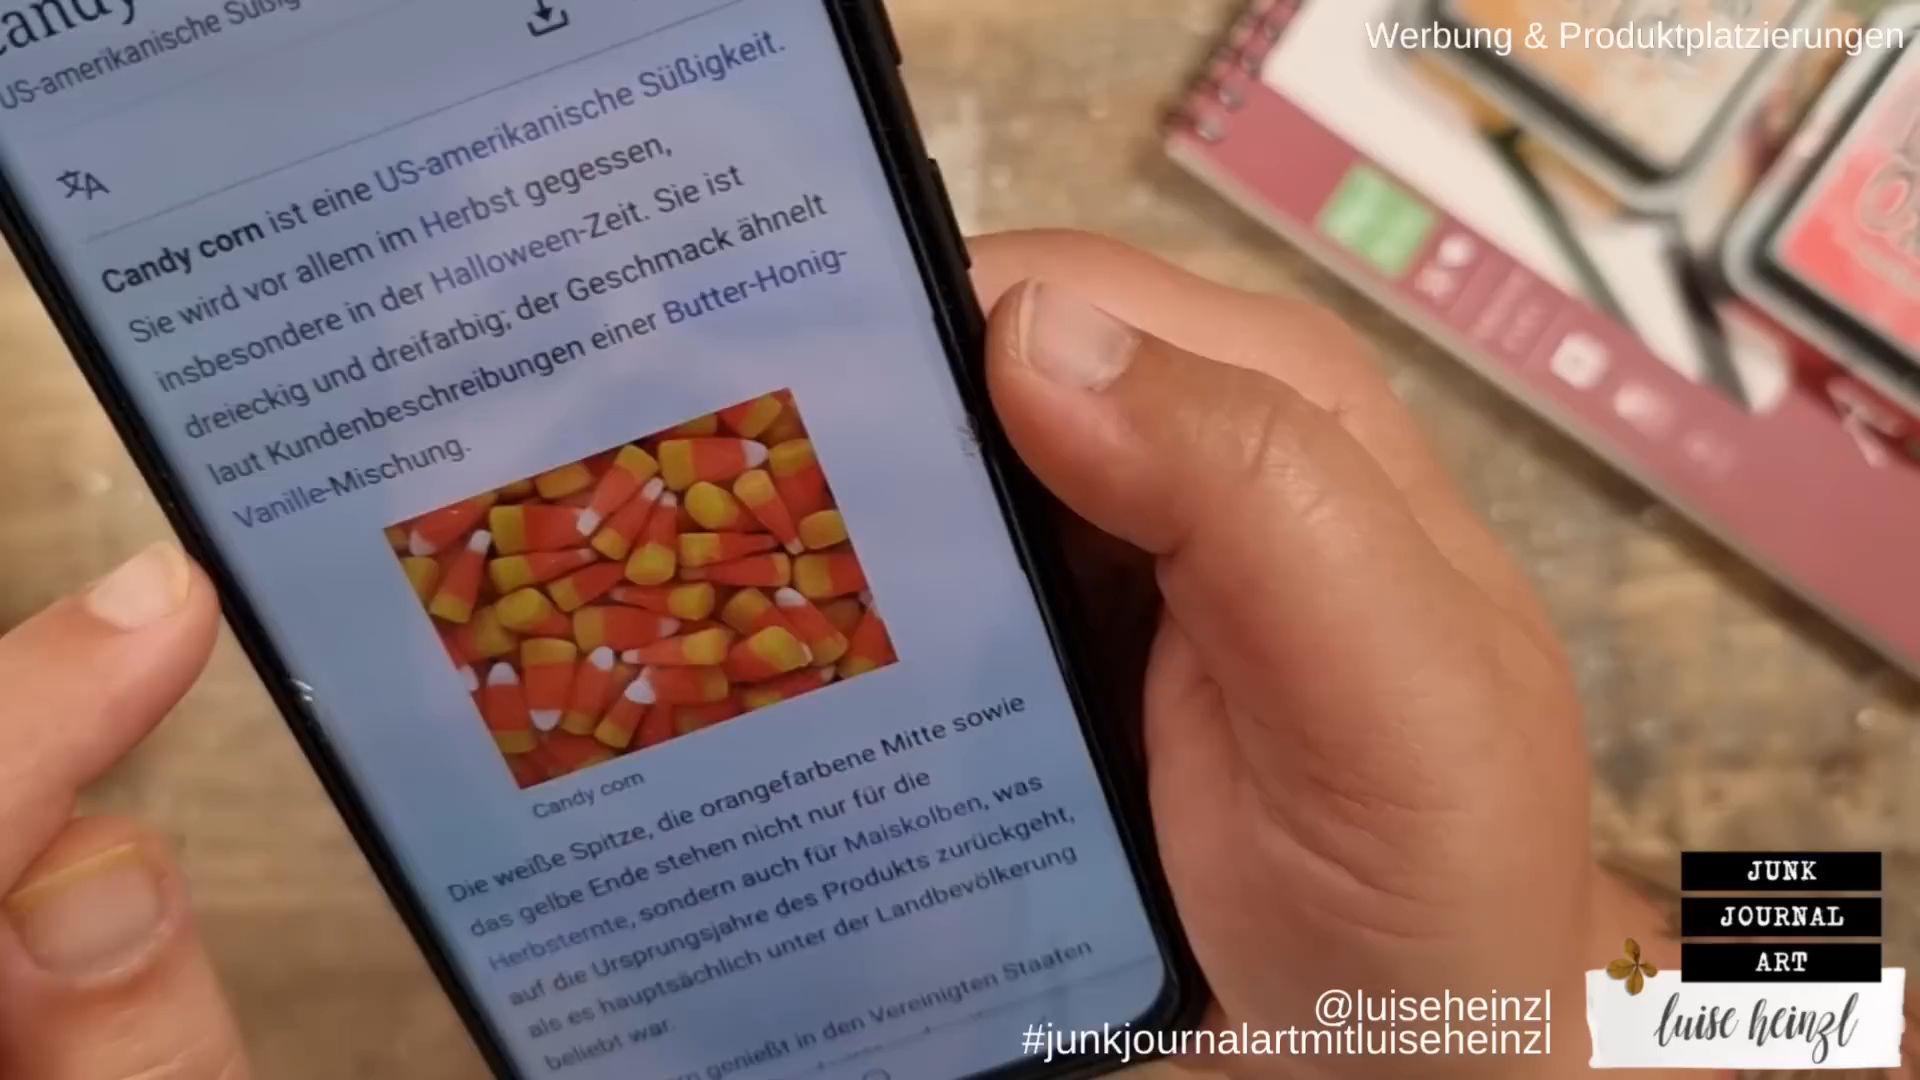 Werbung & Produktplatzierungen
US-amerikanische
Candy corn ist eine US-amerikanische Süßigkeit.
Sie wird vor allem im Herbst gegessen,
insbesondere in der Halloween-Zeit. Sie ist
dreieckig und dreifarbig; der Geschmack ähnelt
laut Kundenbeschreibungen einer Butter-Honig-
Vanille-Mischung.
Candy corn
Die weiße Spitze, die orangefarbene Mitte sowie
das gelbe Ende stehen nicht nur für die
Herbsternte, sondern auch für Maiskolben, was
auf die Ursprungsjahre des Produkts zurückgeht,
als es hauptsächlich unter der Landbevölkerung
beliebt war.
genießt in den Vereinigten Staaten
JUNK
JOURNAL
ART
luise heinzl
@luiseheinzl
#junkjournalartmitluiseheinzl